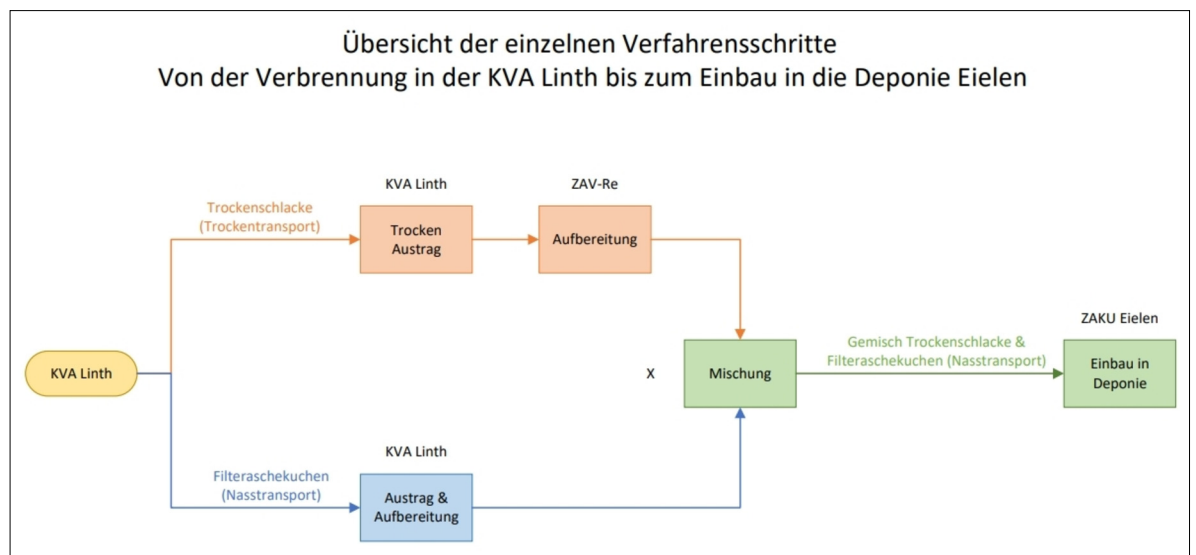 Übersicht der einzelnen Verfahrensschritte
Von der Verbrennung in der KVA Linth bis zum Einbau in die Deponie Eielen
KVA Linth
ZAV-Re
Trockenschlacke
(Trockentransport)
Trocken
Austrag
Aufbereitung
ZAKU Eielen
Gemisch Trockenschlacke &
Filteraschekuchen (Nasstransport)
KVA Linth
X
Mischung
Einbau in
Deponie
KVA Linth
Filteraschekuchen
(Nasstransport)
Austrag &
Aufbereitung